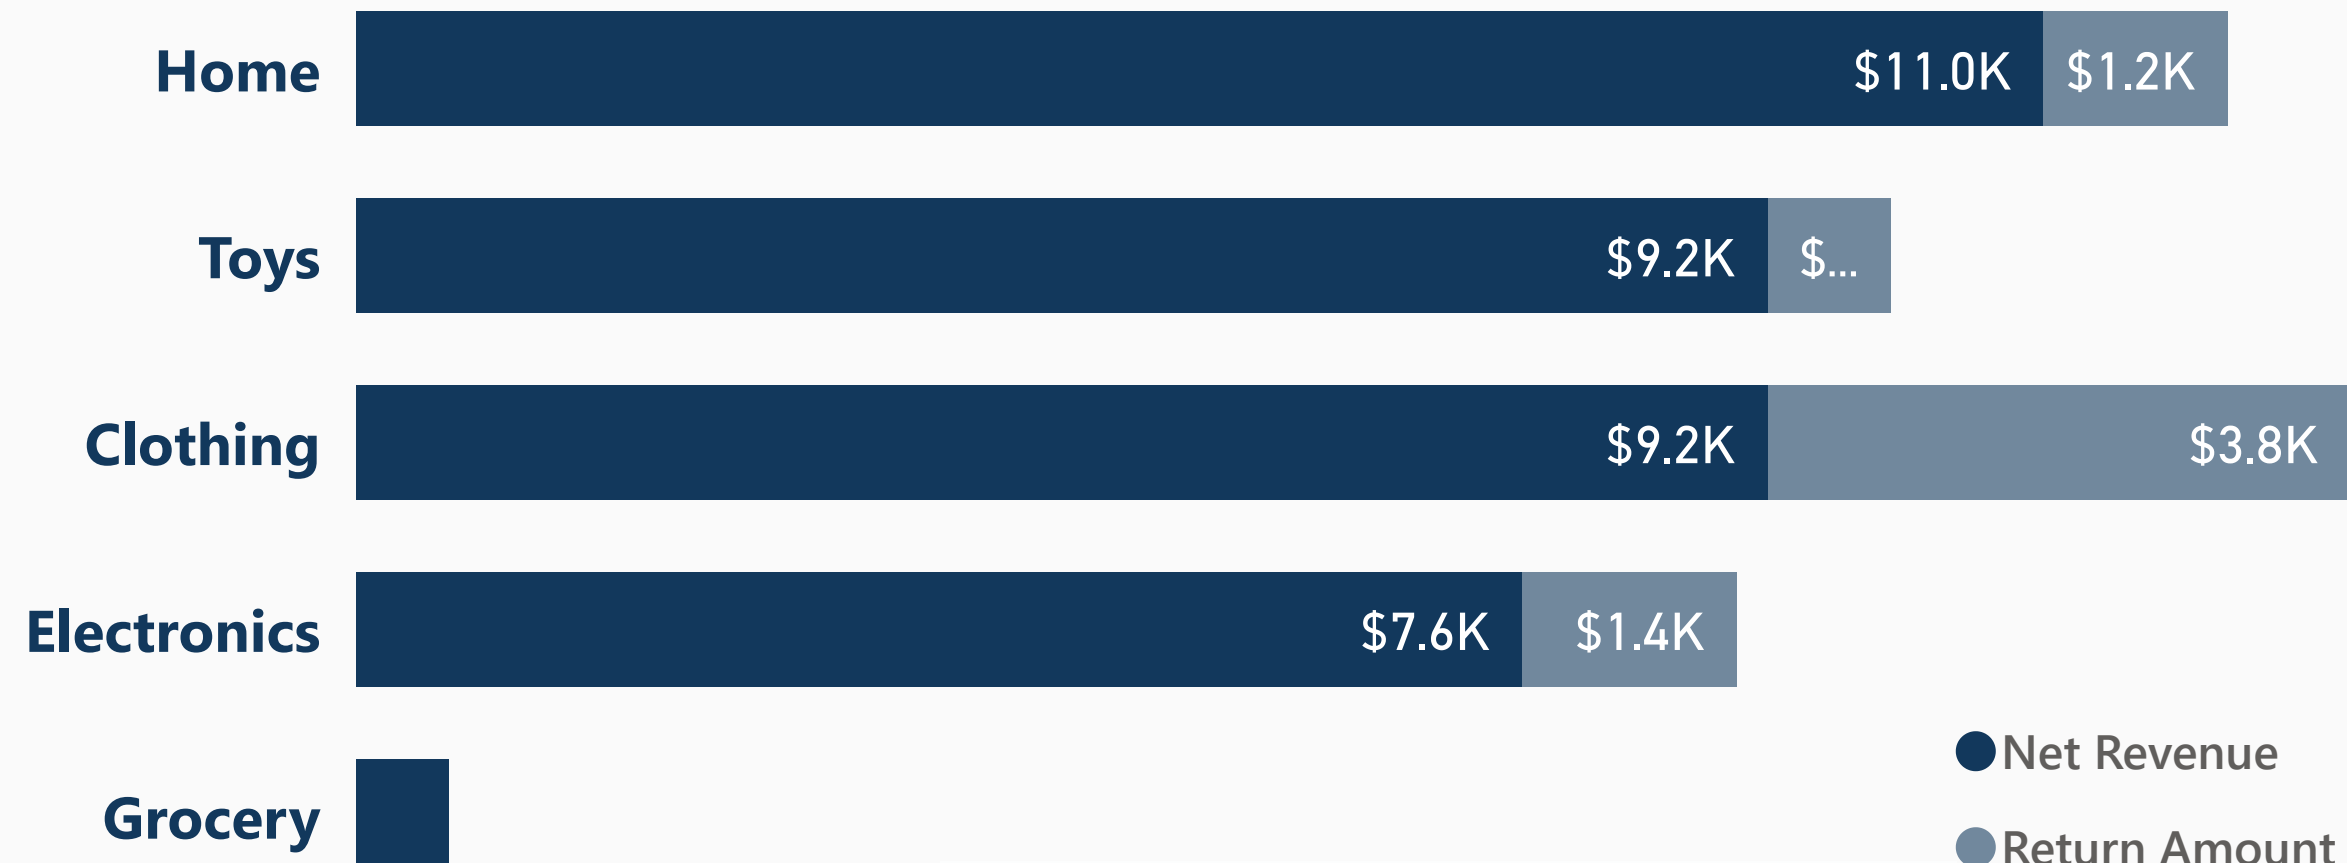 Home $11.0K $1.2K
Toys $9.2K $...
Clothing $9.2K $3.8K
Electronics $7.6K $1.4K
Net Revenue
Grocery
Return Amount